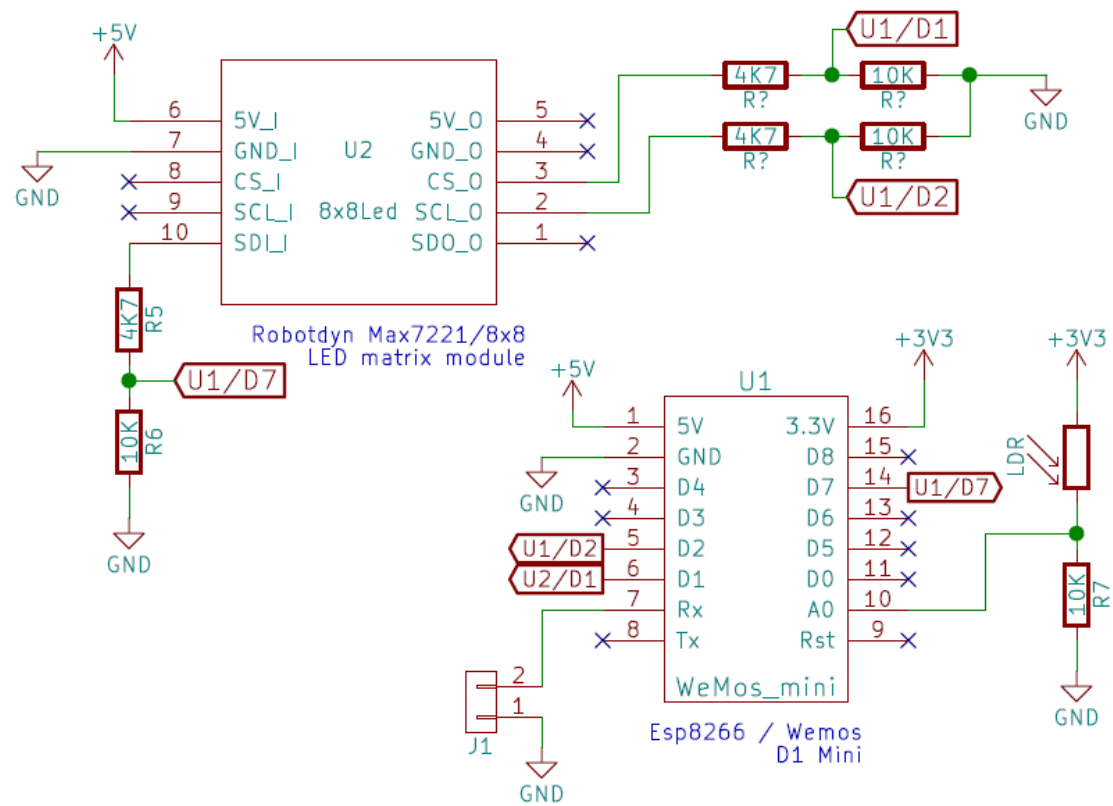 +5V
U1/D1
4K7
10K
R?
R?
GND
4K7
10K
R?
R?
U1/D2
6
5V_I
5V_O
5
7
GND_I
U2
GND_O
4
GND
8
CS_I
CS_O
3
9
SCL_I
8x8Led
SCL_O
2
10
SDI_I
SDO_O
1
4K7
R5
Robotdyn Max7221/8x8
LED matrix module
U1/D7
10K
R6
GND
+5V
+3V3
+3V3
U1
1
5V
3.3V
16
2
GND
D8
15
GND
3
D4
D7
14
U1/D7
LDR
4
D3
D6
13
U1/D2
5
D2
D5
12
U2/D1
6
D1
D0
11
7
Rx
A0
10
8
Tx
Rst
9
10K
R7
GND
WeMos_mini
2
1
J1
GND
Esp8266 / Wemos
D1 Mini